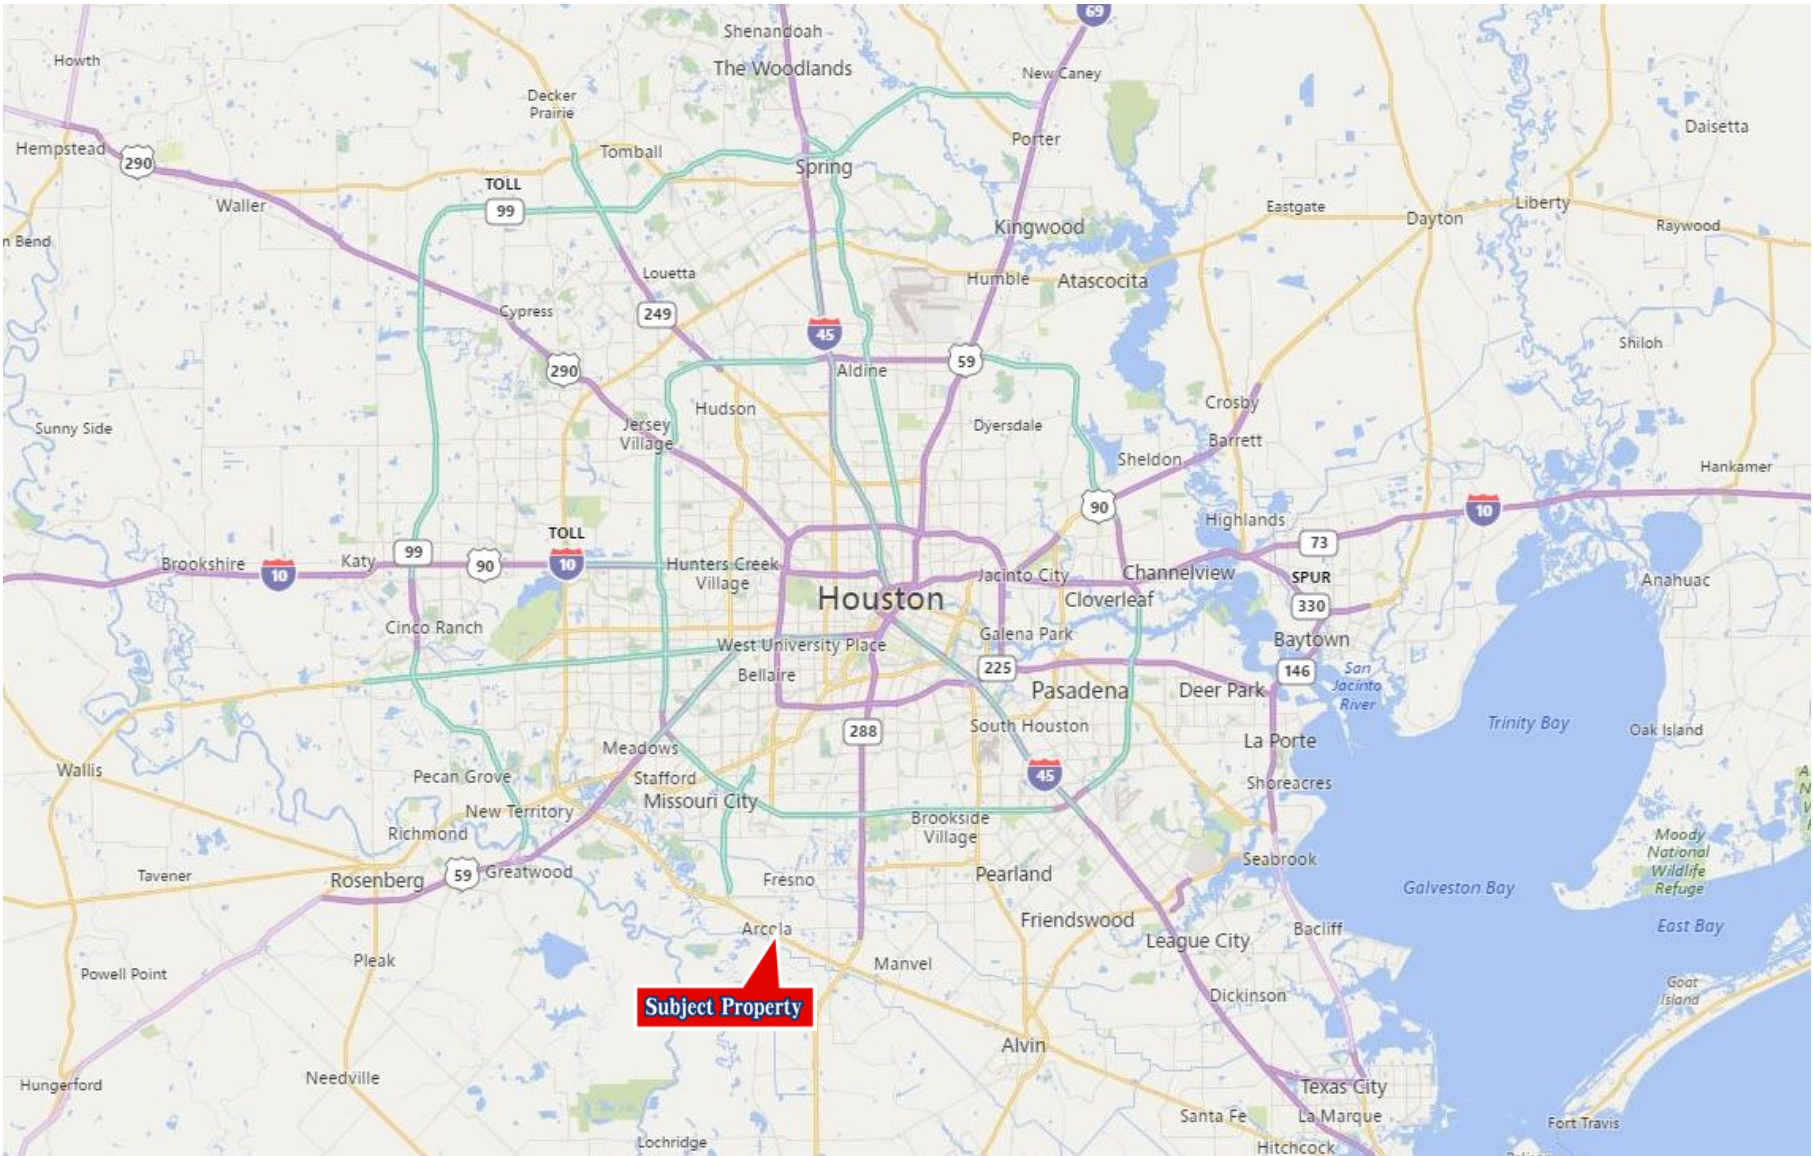 69
Shenandoah
Howth
The Woodlands
New Caney
Decker
Prairie
Daisetta
Hempstead
290
Porter
Tomball
Spring
TOLL
99
Waller
Eastgate
Liberty
Dayton
Raywood
Kingwood
n Bend
Louetta
Humble
Atascocita
Cypress
249
45
Shiloh
59
290
Aldine
Crosby
Hudson
Dyersdale
Jersey
Village
Sunny Side
Barrett
Sheldon
Hankamer
90
10
Highlands
TOLL
73
99
Brookshire
10
Katy
90
10
Hunters Creek
Village
Jacinto City
Channelview
SPUR
330
Anahuac
Houston
Cloverleaf
Cinco Ranch
Galena Park
Baytown
West University Place
Bellaire
225
146
San
Jacinto
River
Pasadena
Deer Park
Trinity Bay
288
South Houston
Oak Island
Meadows
La Porte
Wallis
Pecan Grove
Stafford
45
Shoreacres
A
N
W
F
Missouri City
New Territory
Brookside
Village
Richmond
Moody
National
Wildlife
Refuge
Seabrook
Tavener
Rosenberg
59
Greatwood
Fresno
Pearland
Galveston Bay
East Bay
Arcola
Friendswood
League City
Bacliff
Pleak
Manvel
Powell Point
Goat
Island
Subject Property
Dickinson
Alvin
Hungerford
Needville
Texas City
Santa Fe
La Marque
Fort Travis
Lochridge
Hitchcock